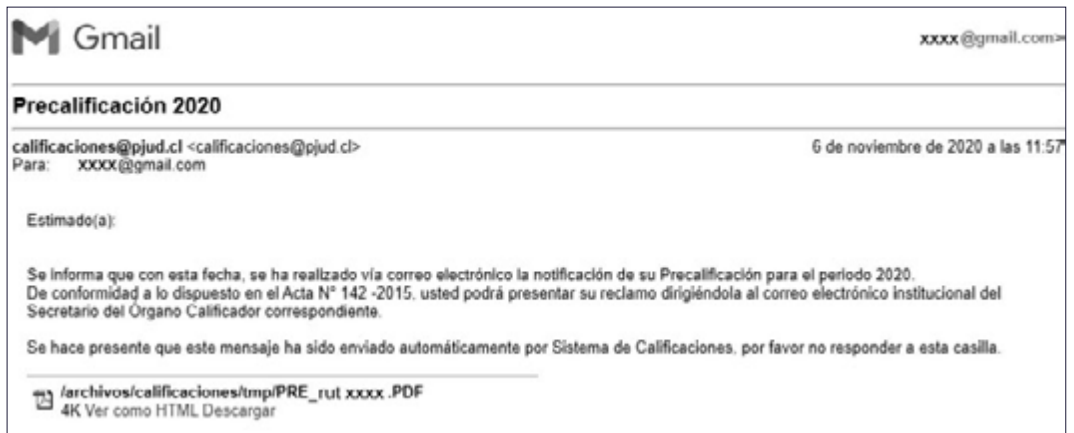 Gmail
xxxx@gmail.com>
Precalificación 2020
calificaciones@pjud.cl <calificaciones@pjud.cl>
6 de noviembre de 2020 a las 11:57
Para: xxxx@gmail.com
Estimado(a):
Se informa que con esta fecha, se ha realizado vía correo electrónico la notificación de su Precalificación para el periodo 2020.
De conformidad a lo dispuesto en el Acta N° 142 -2015, usted podrá presentar su reclamo dirigiéndola al correo electrónico institucional del
Secretario del Órgano Calificador correspondiente.
Se hace presente que este mensaje ha sido enviado automáticamente por Sistema de Calificaciones, por favor no responder a esta casilla.
/archivos/calificaciones/tmp/PRE_rut xxxx .PDF
4K Ver como HTML Descargar